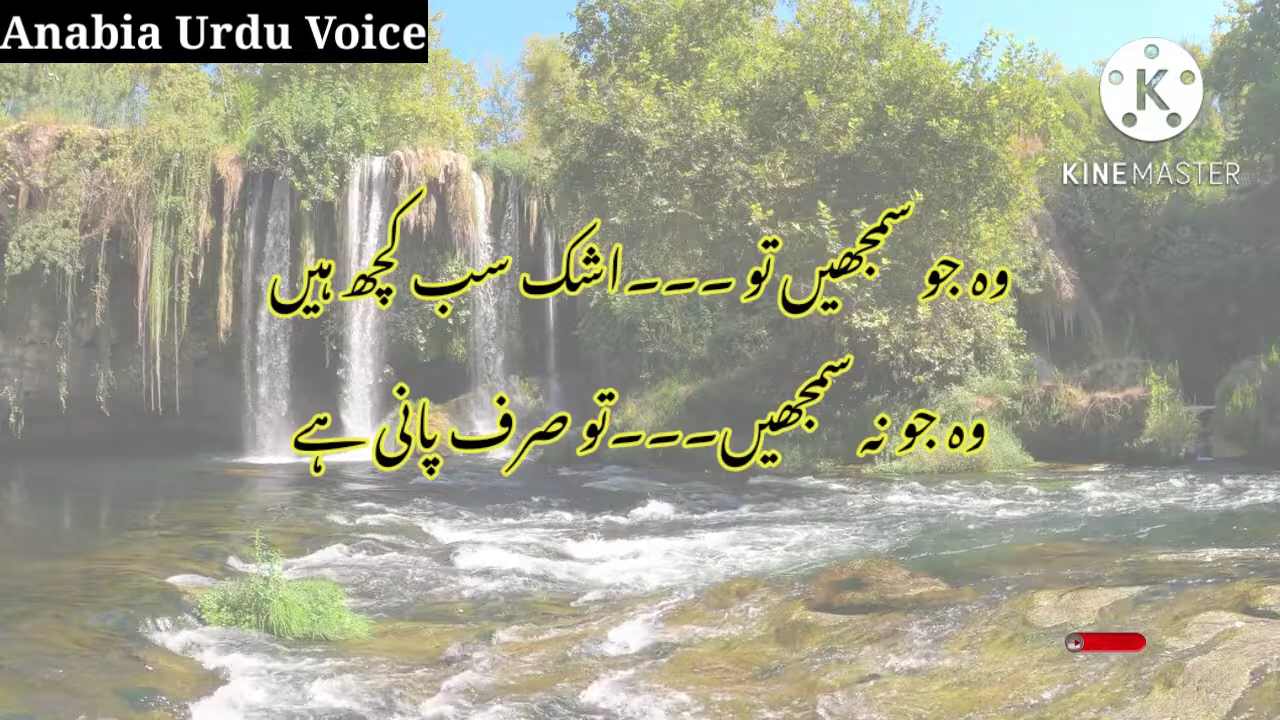 Anabia Urdu Voice
K
KINEMASTER
وہ جو سمجھیں تو ۔۔۔ اشک سب کچھ ہیں
وہ جو نہ سمجھیں۔۔۔تو صرف پانی ہے